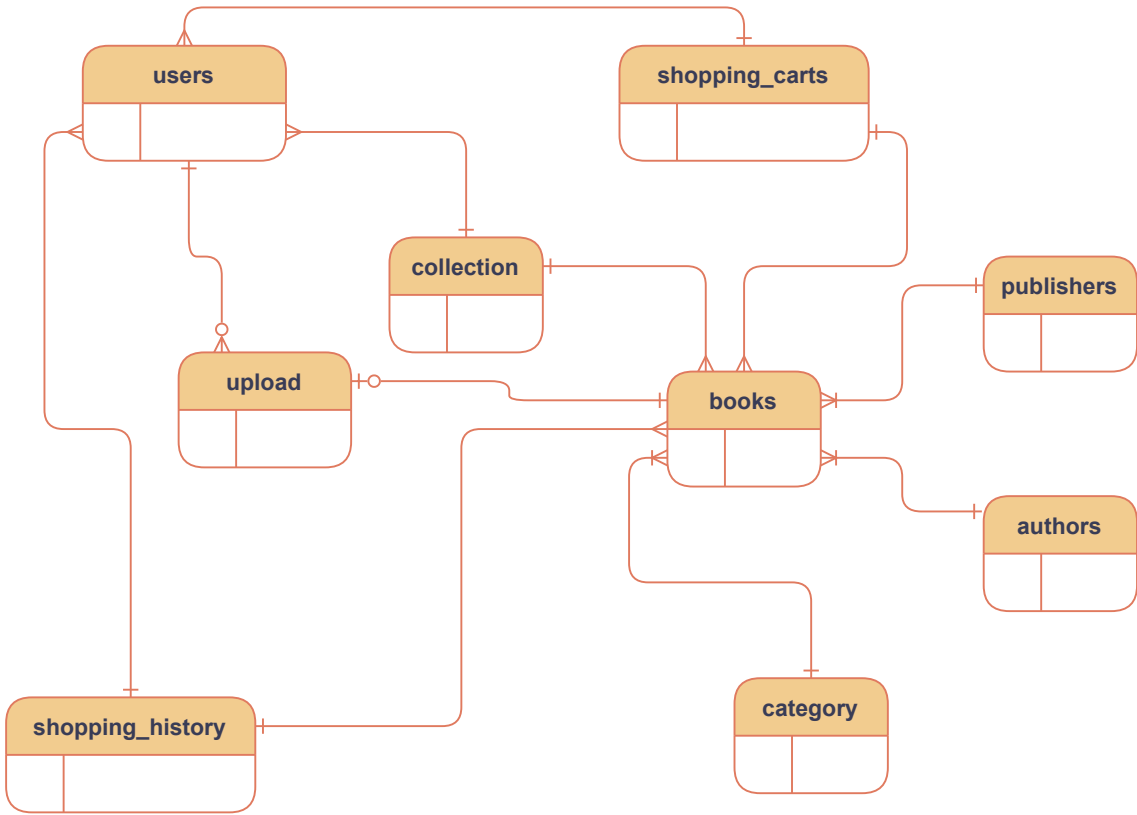 users
shopping_carts
collection
publishers
upload
books
authors
shopping_history
category